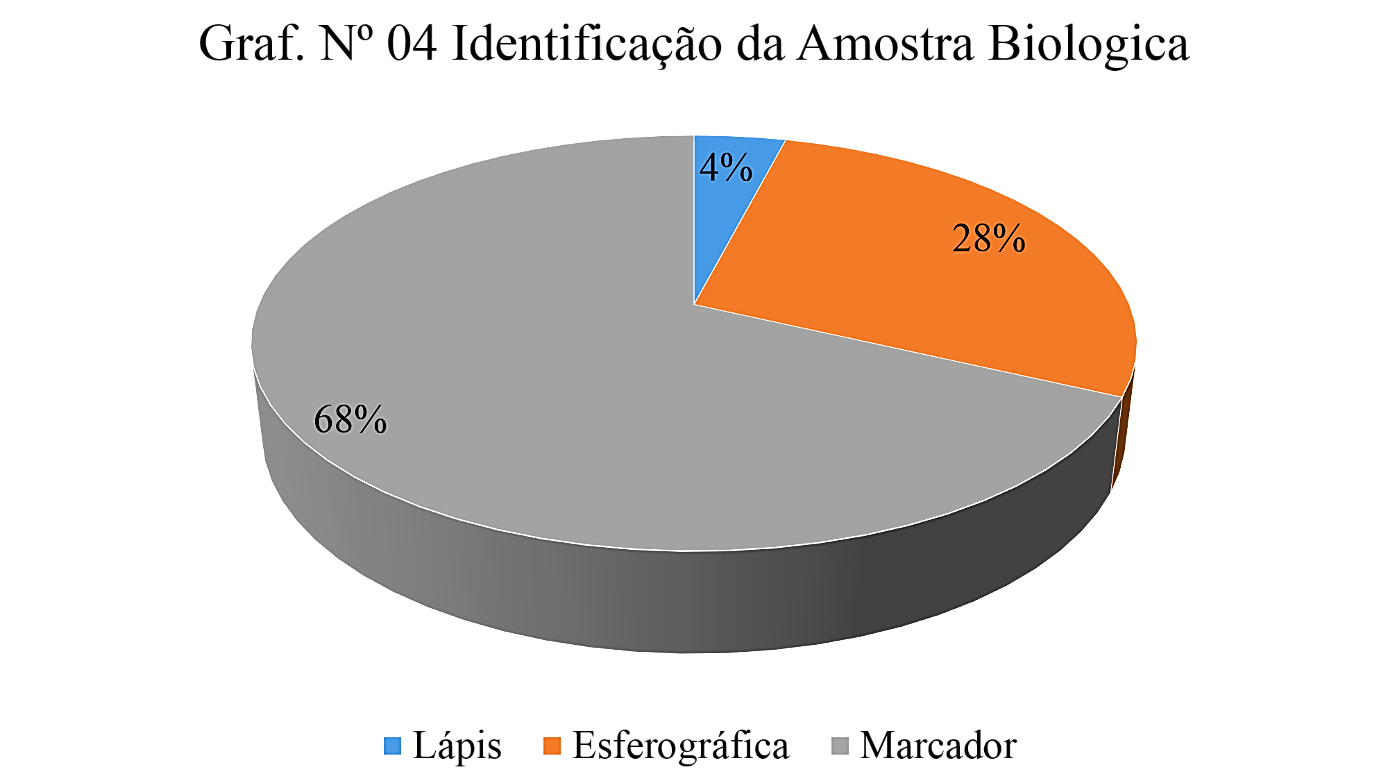 Graf. Nº 04 Identificação da Amostra Biologica
4%
28%
68%
Lápis Esferográfica Marcador